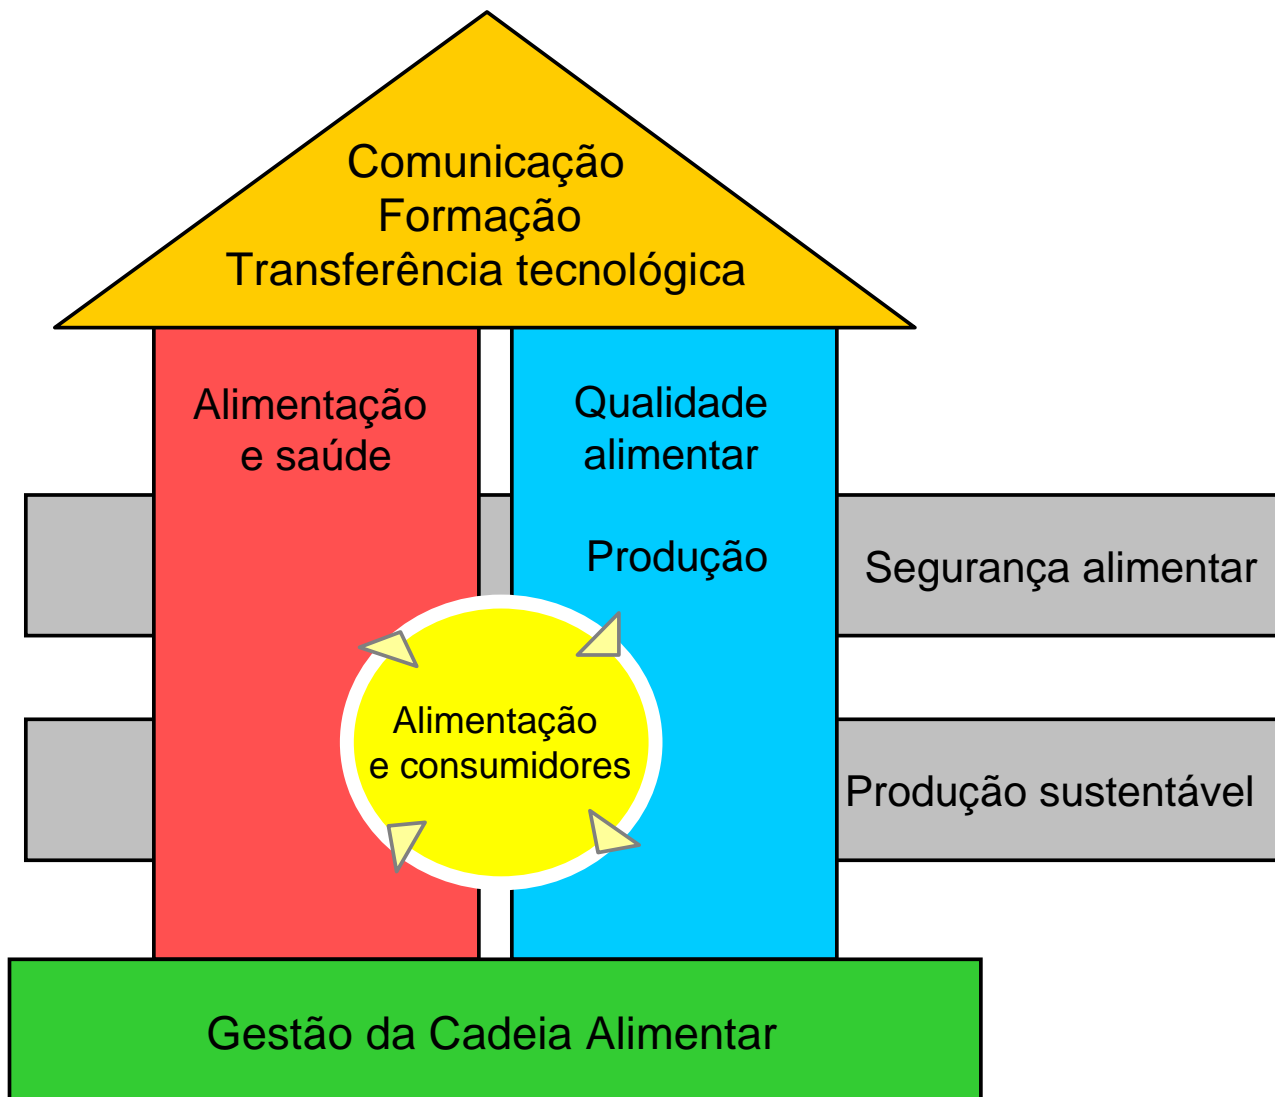 Comunicação
Formação
Transferência tecnológica
Alimentação
e saúde
Qualidade
alimentar
Produção
Segurança alimentar
Alimentação
e consumidores
Produção sustentável
Gestão da Cadeia Alimentar